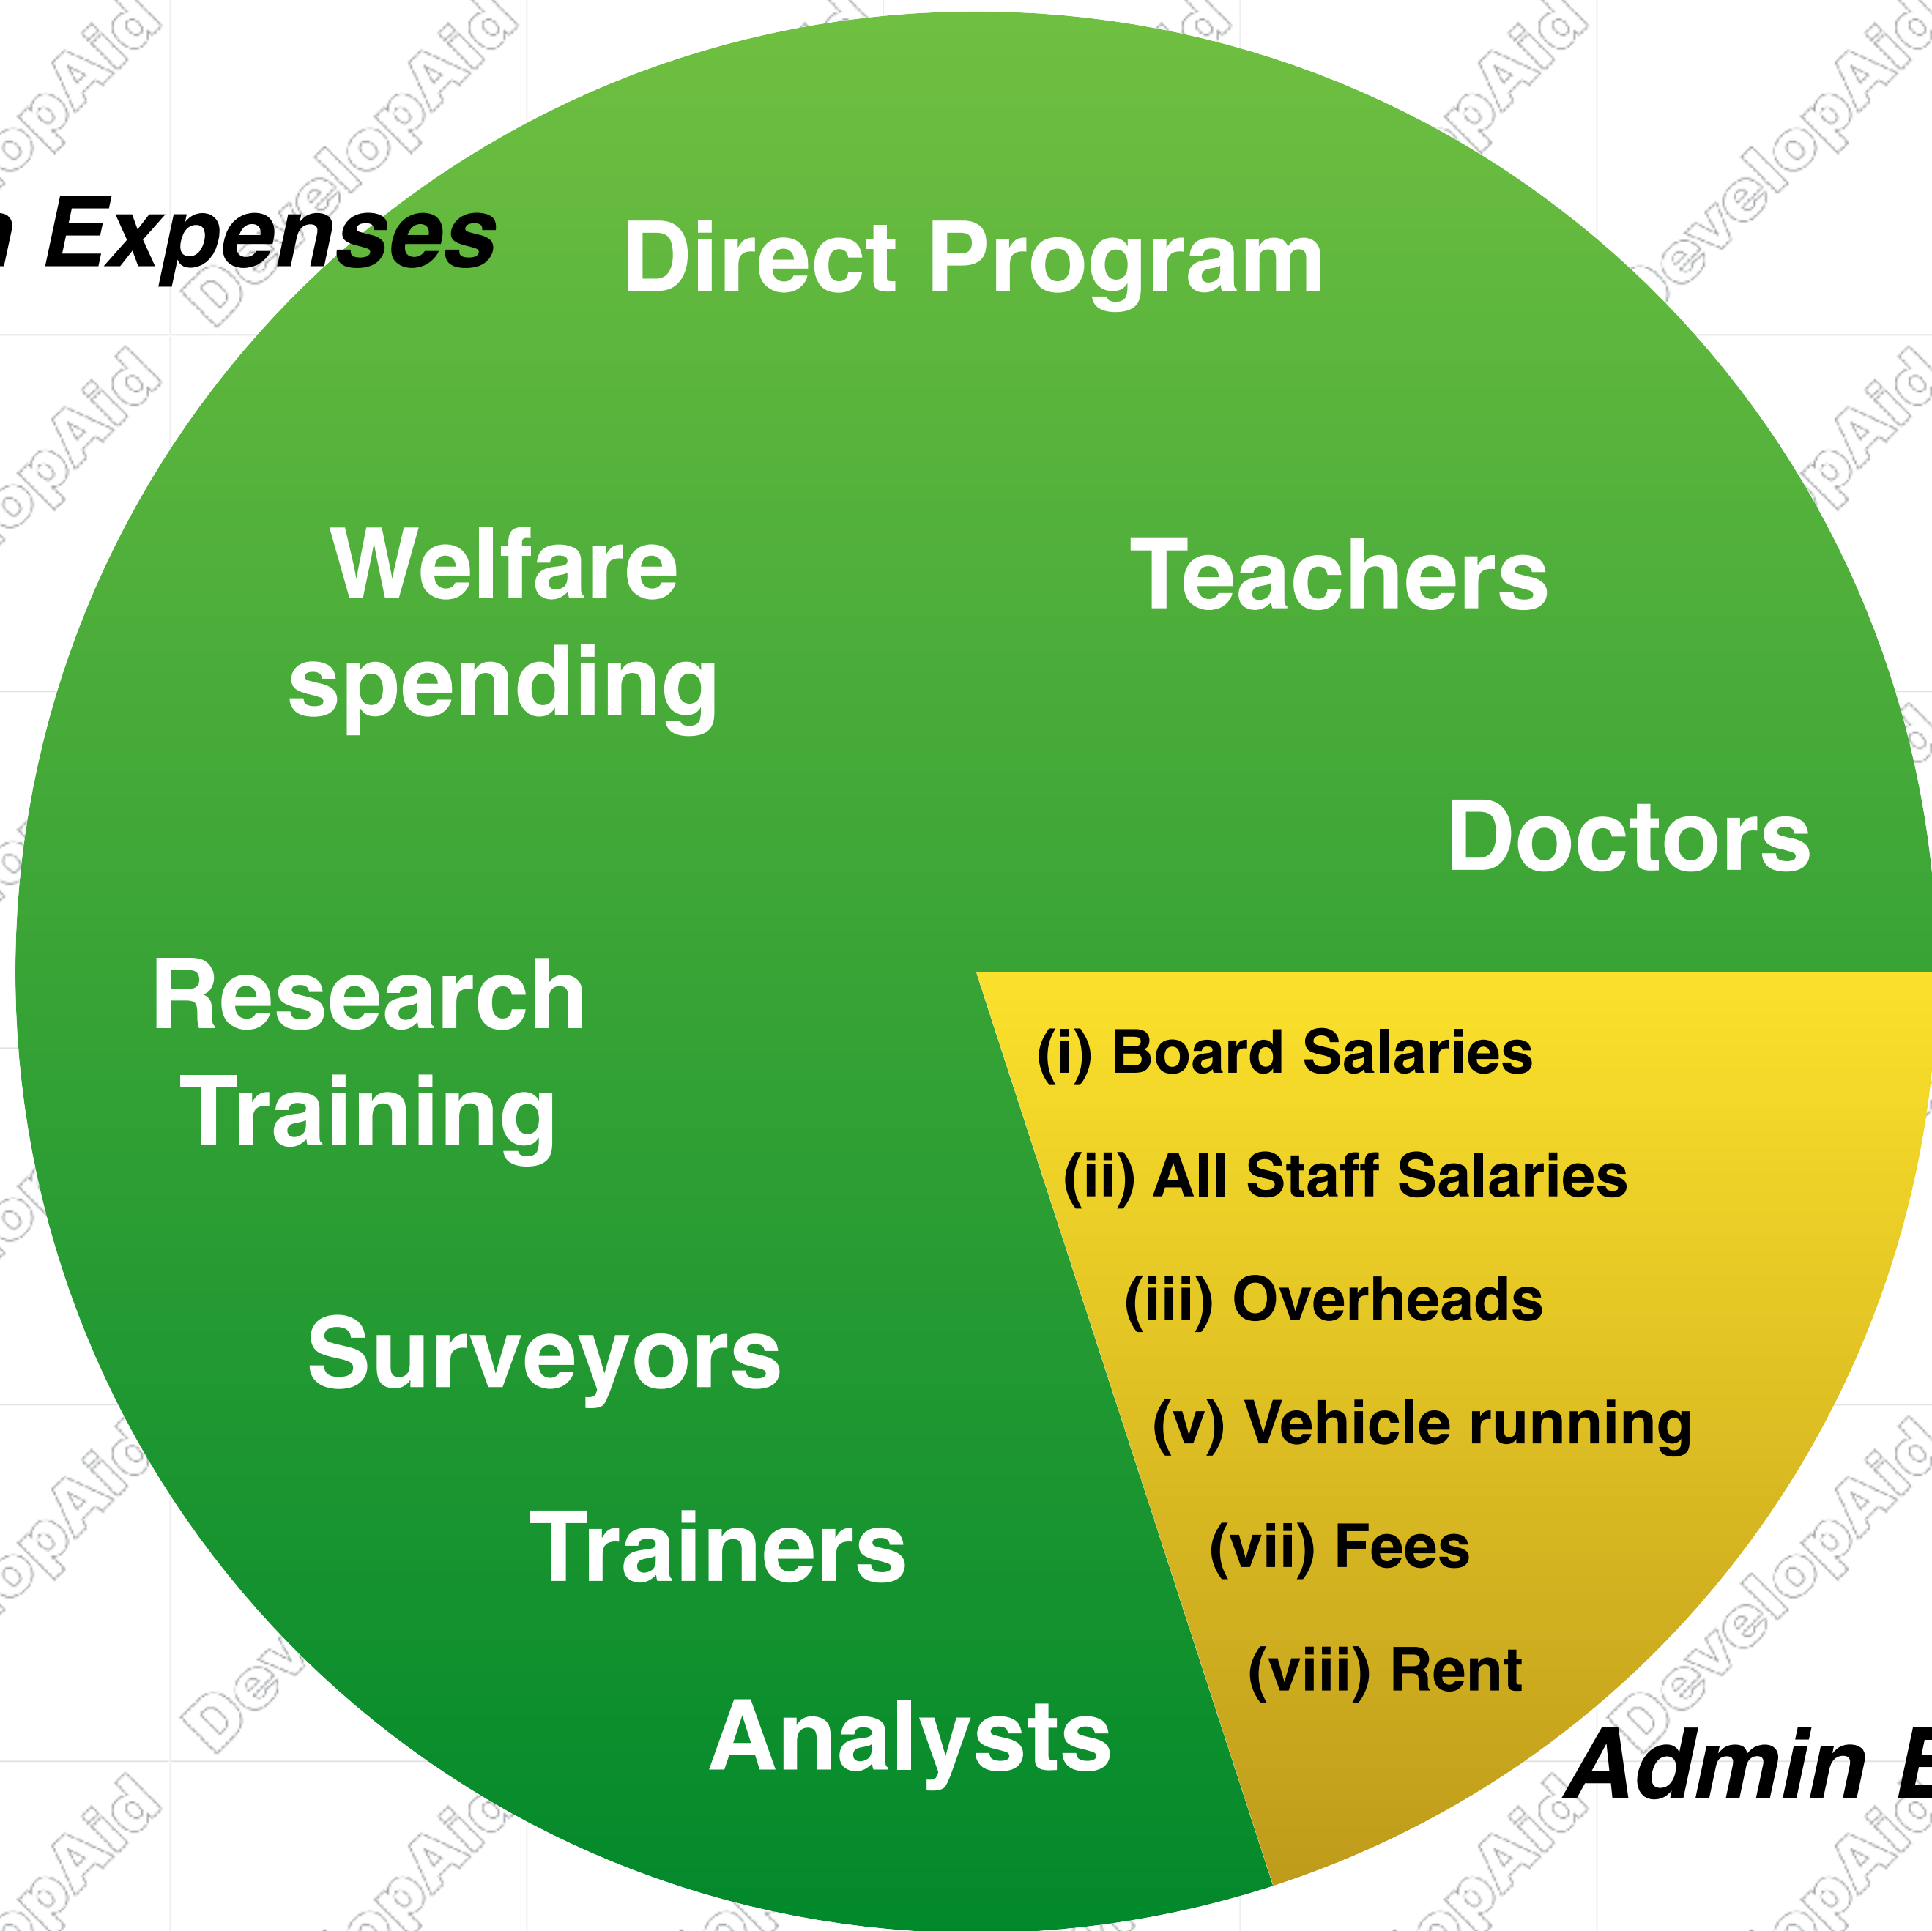 Expenses
Direct Program
Welfare
spending
Teachers
Doctors
Research
Training
(i) Board Salaries
(ii) All Staff Salaries
(iii) Overheads
Surveyors
(v) Vehicle running
Trainers
(vii) Fees
(viii) Rent
Analysts
Admin
DevelopAid